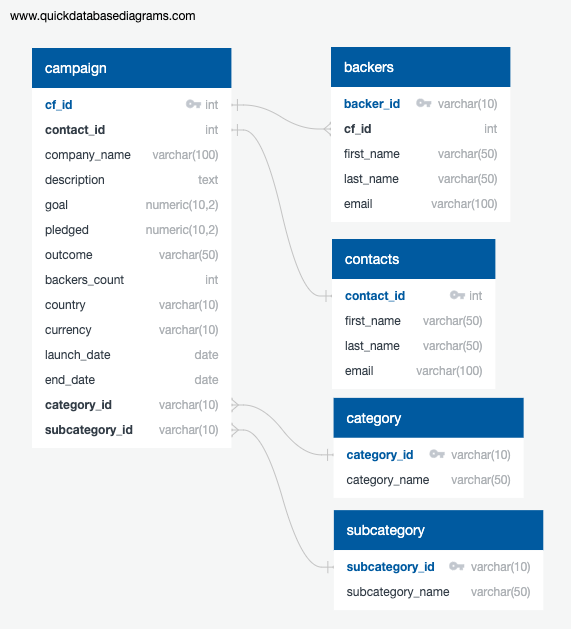 www.quickdatabasediagrams.com
campaign
cf_id int
contact_id int
company_name varchar(100)
description text
goal numeric(10,2)
pledged numeric(10,2)
outcome varchar(50)
backers_count int
country varchar(10)
currency varchar(10)
launch_date date
end_date date
category_id varchar(10)
subcategory_id varchar(10)
backers
backer_id varchar(10)
cf_id int
first_name varchar(50)
last_name varchar(50)
email varchar(100)
contacts
contact_id int
first_name varchar(50)
last_name varchar(50)
email varchar(100)
category
category_id varchar(10)
category_name varchar(50)
subcategory
subcategory_id varchar(10)
subcategory_name varchar(50)